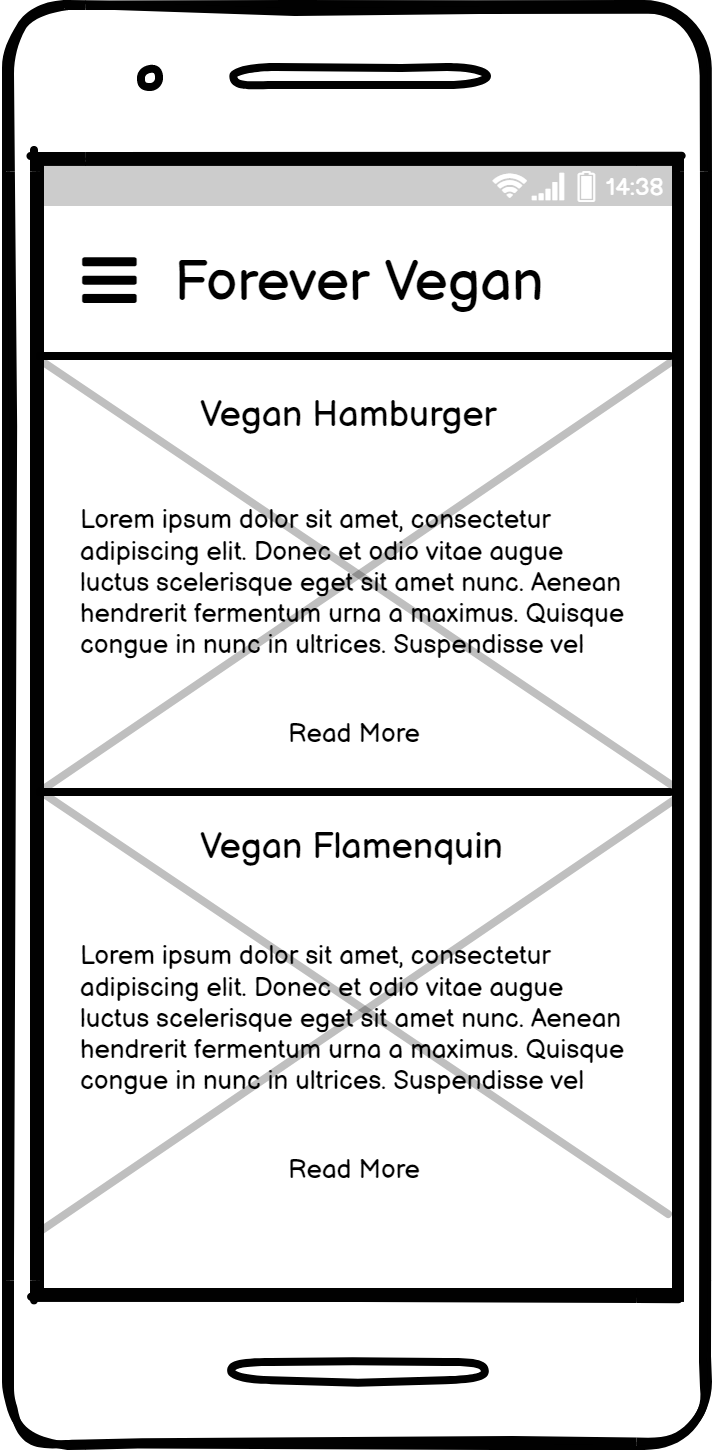 14:38
Forever Vegan
Vegan Hamburger
Lorem ipsum dolor sit amet, consectetur
adipiscing elit. Donec et odio vitae augue
luctus scelerisque eget sit amet nunc. Aenean
hendrerit fermentum urna a maximus. Quisque
congue in nunc in ultrices. Suspendisse vel
Read More
Vegan Flamenquin
Lorem ipsum dolor sit amet, consectetur
adipiscing elit. Donec et odio vitae augue
luctus scelerisque eget sit amet nunc. Aenean
hendrerit fermentum urna a maximus. Quisque
congue in nunc in ultrices. Suspendisse vel
Read More